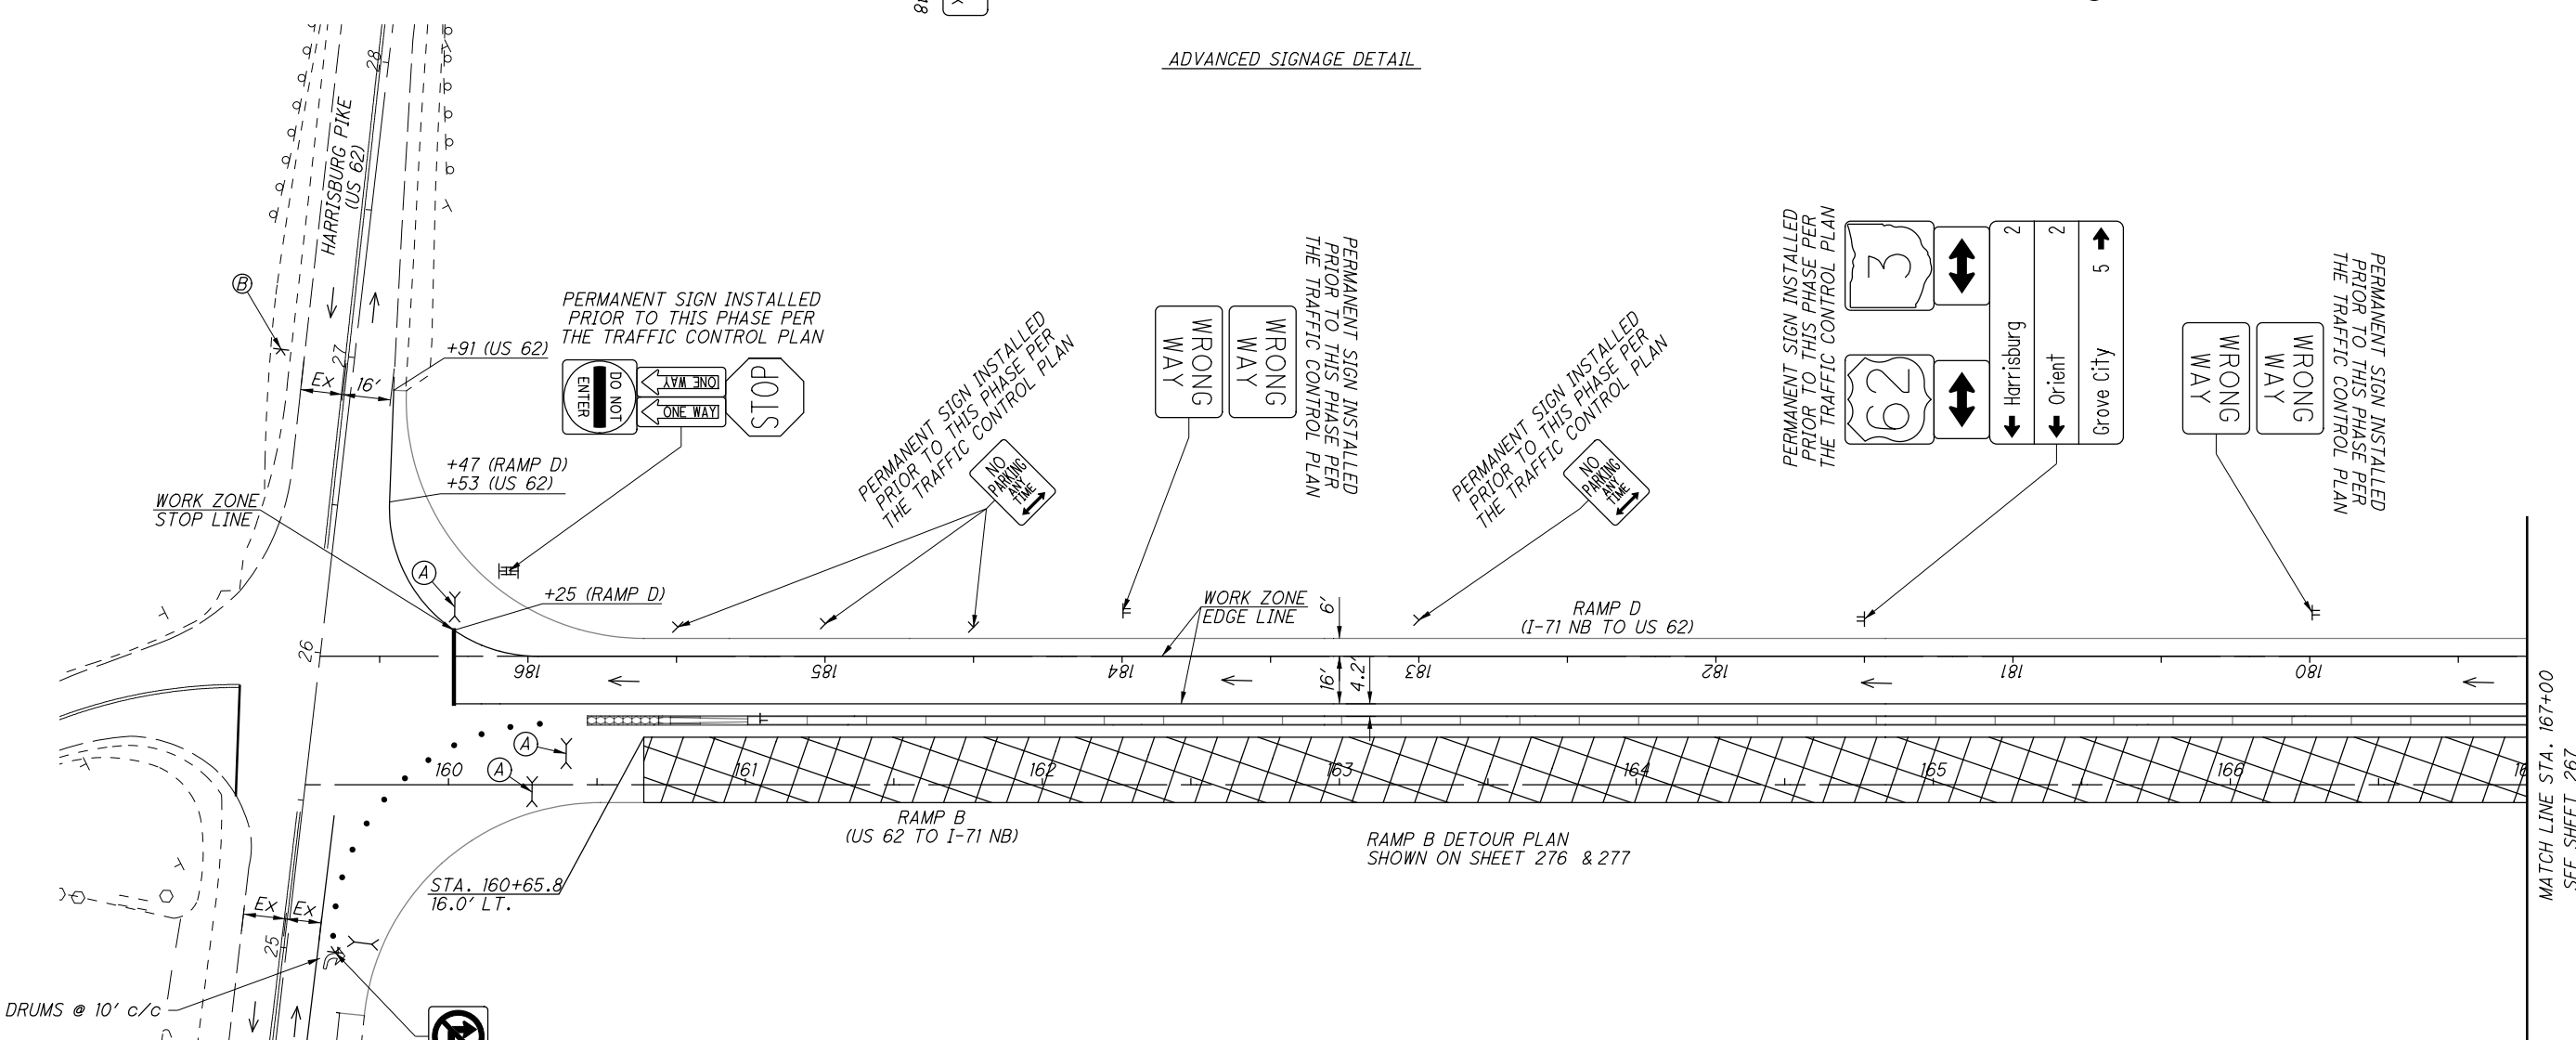 ADVANCED SIGNAGE DETAIL
28
HARRISBURG PIKE
(US 62)
B
27
Ex
16'
+91 (US 62)
PERMANENT SIGN INSTALLED
PRIOR TO THIS PHASE PER
THE TRAFFIC CONTROL PLAN
DO NOT
ENTER
ONE WAY
ONE WAY
STOP
+47 (RAMP D)
+53 (US 62)
WORK ZONE
STOP LINE
A
+25 (RAMP D)
PERMANENT SIGN INSTALLED
PRIOR TO THIS PHASE PER
THE TRAFFIC CONTROL PLAN
NO
PARKING
ANY
TIME
WRONG
WAY
WRONG
WAY
PERMANENT SIGN INSTALLED
PRIOR TO THIS PHASE PER
THE TRAFFIC CONTROL PLAN
PERMANENT SIGN INSTALLED
PRIOR TO THIS PHASE PER
THE TRAFFIC CONTROL PLAN
NO
PARKING
ANY
TIME
PERMANENT SIGN INSTALLED
PRIOR TO THIS PHASE PER
THE TRAFFIC CONTROL PLAN
3
62
Harrisburg 2
Orient 2
Grove City 5
WRONG
WAY
WRONG
WAY
PERMANENT SIGN INSTALLED
PRIOR TO THIS PHASE PER
THE TRAFFIC CONTROL PLAN
WORK ZONE
EDGE LINE
6'
RAMP D
(I-71 NB TO US 62)
26
186
185
184
16'
4.2'
183
182
181
180
A
A
160
161
162
163
164
165
166
RAMP B
(US 62 TO I-71 NB)
RAMP B DETOUR PLAN
SHOWN ON SHEET 276 & 277
STA. 160+65.8
16.0' LT.
Ex
Ex
25
DRUMS @ 10' c/c
MATCH LINE STA. 167+00
SEE SHEET 267